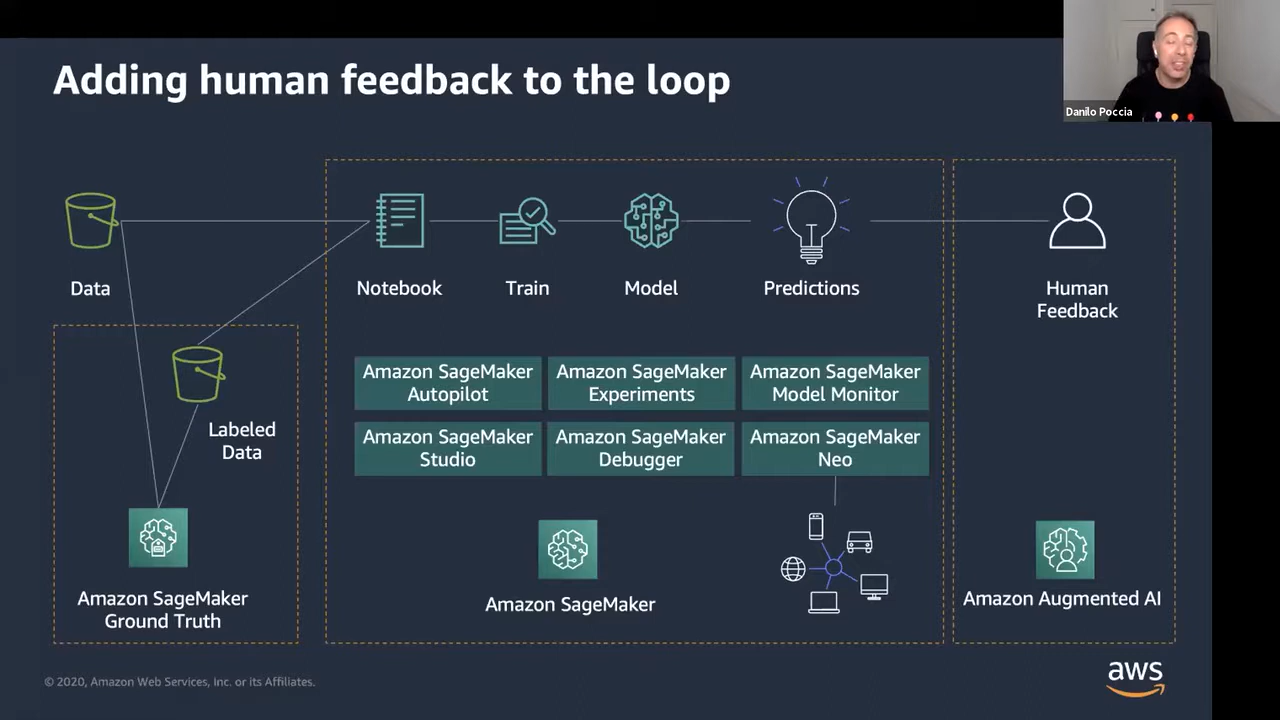 Adding human feedback to the loop
Danilo Poccia
Data
Notebook
Train
Model
Predictions
Human
Feedback
Labeled
Data
Amazon SageMaker
Autopilot
Amazon SageMaker
Experiments
Amazon SageMaker
Model Monitor
Amazon SageMaker
Studio
Amazon SageMaker
Debugger
Amazon SageMaker
Neo
Amazon SageMaker
Ground Truth
Amazon SageMaker
Amazon Augmented AI
© 2020, Amazon Web Services, Inc. or its Affiliates.
aws